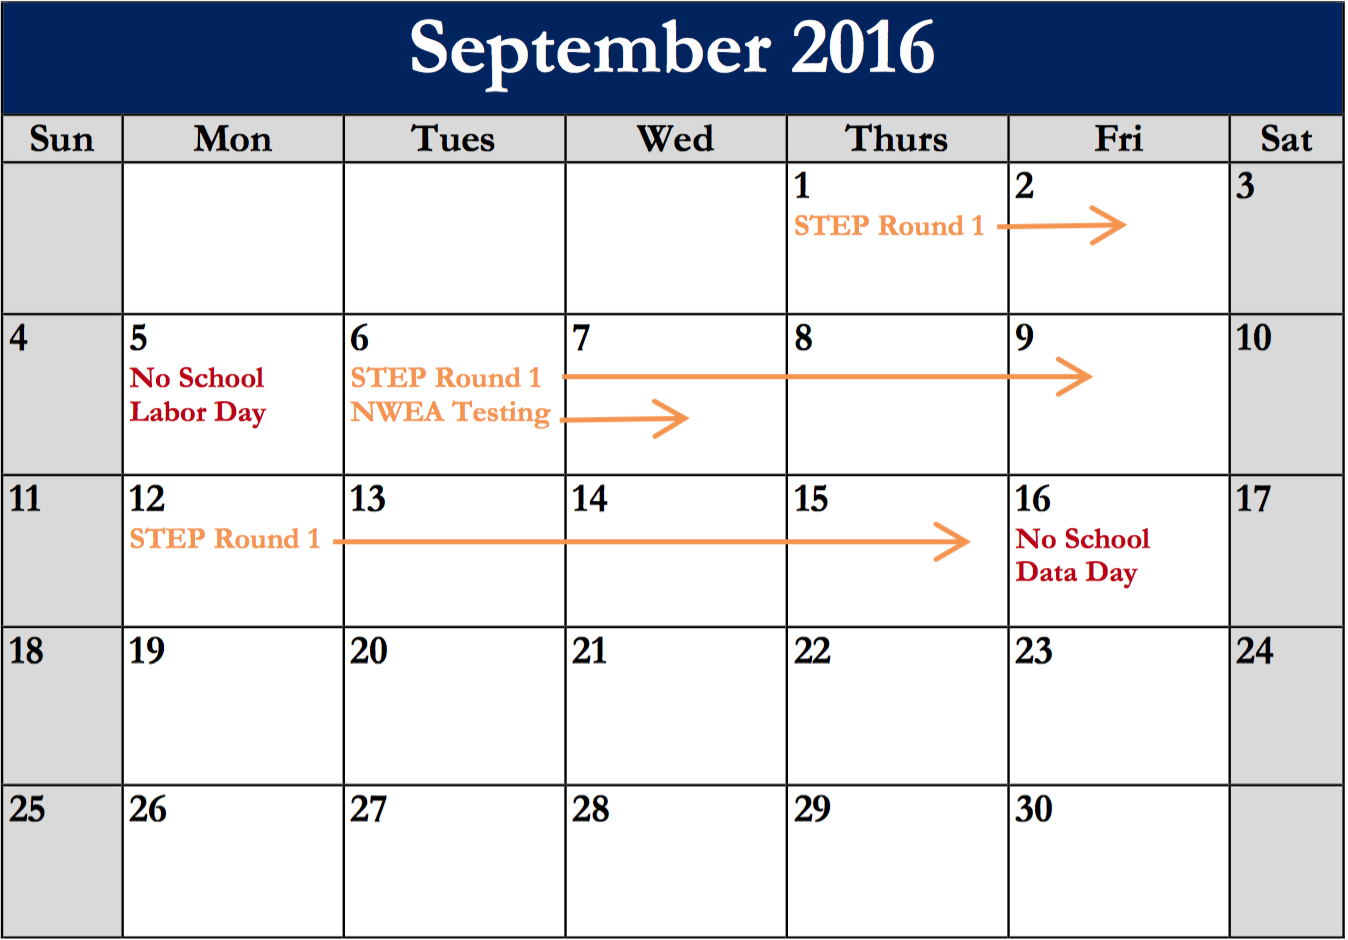 September 2016
Sun Mon Tues Wed Thurs Fri Sat
1 2 3
STEP Round 1
4 5 6 7 8 9 10
No School STEP Round 1
Labor Day NWEA Testing
11 12 13 14 15 16 17
STEP Round 1 No School
Data Day
18 19 20 21 22 23 24
25 26 27 28 29 30